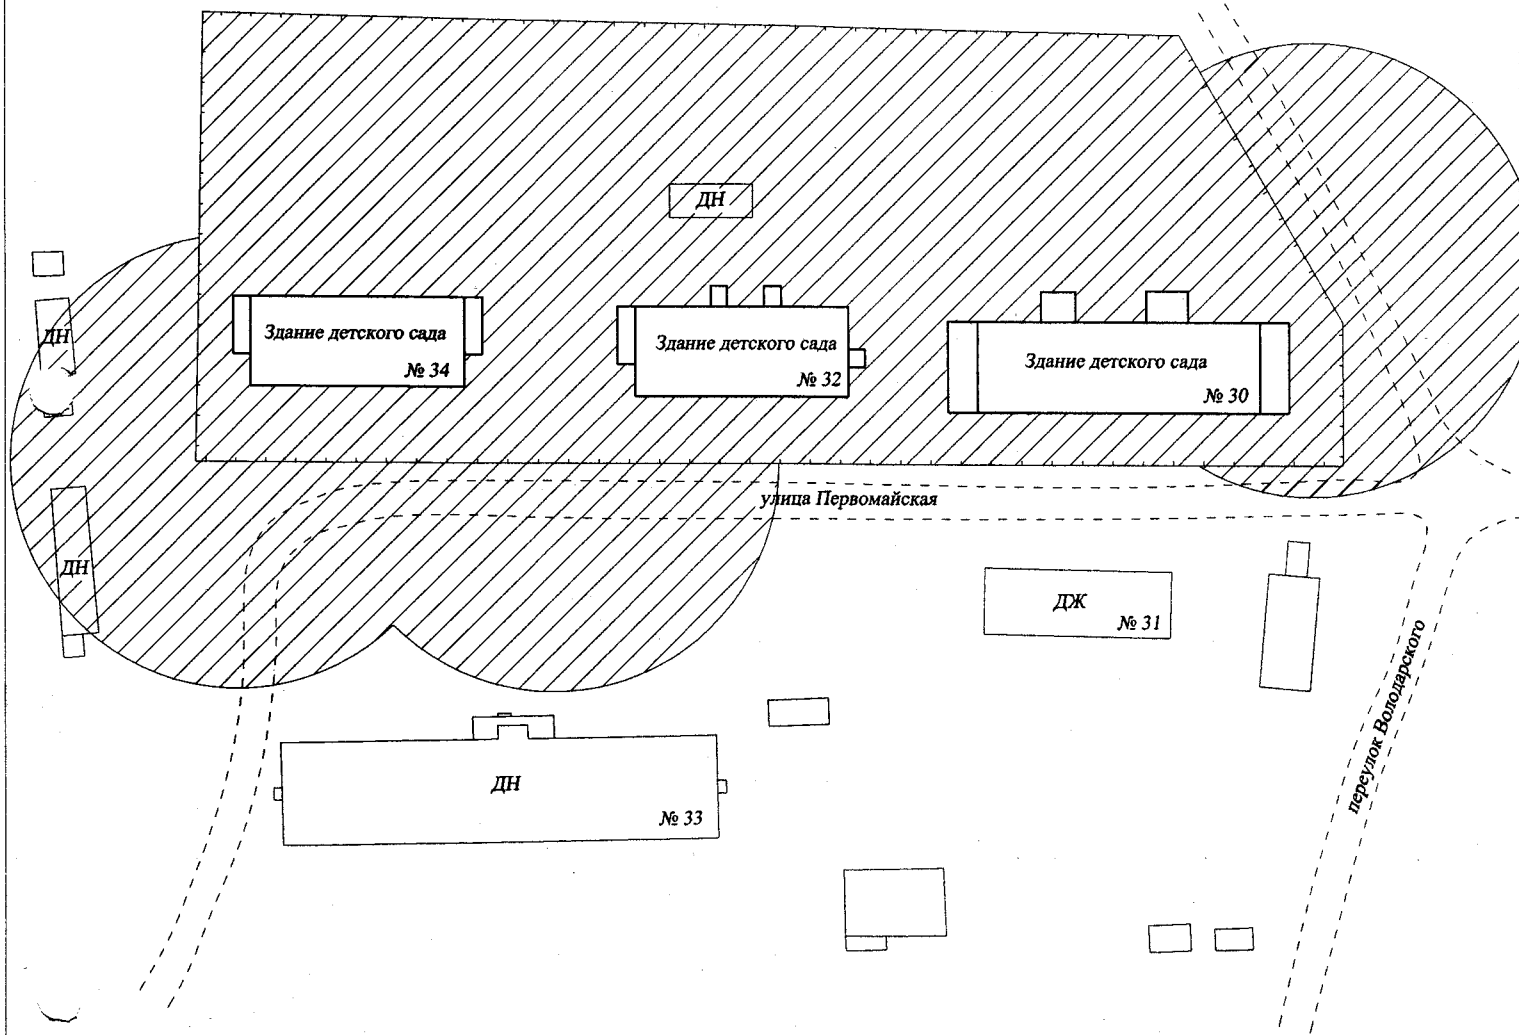 ДН
ДН
Здание детского сада
№ 34
Здание детского сада
№ 32
Здание детского сада
№ 30
улица Первомайская
ДН
ДЖ
№ 31
переулок Володарского
ДН
№ 33